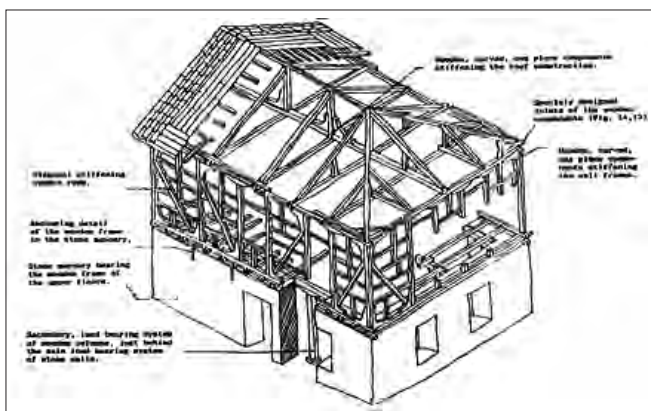 Wooden, curved, one piece components
stiffening the roof construction.
Specialy designed
joints of the wooden
components (Fig. 14,15)
Wooden, curved,
one piece compo-
nents stiffening
the wall frames.
Diagonal stiffening
wooden rods.
Anchoring detail
of the wooden frame
in the stone masonry.
Stone masonry bearing
the wooden frame of
the upper floors.
Secondary, load bearing system
of wooden columns, just behind
the main load bearing system
of stone walls.